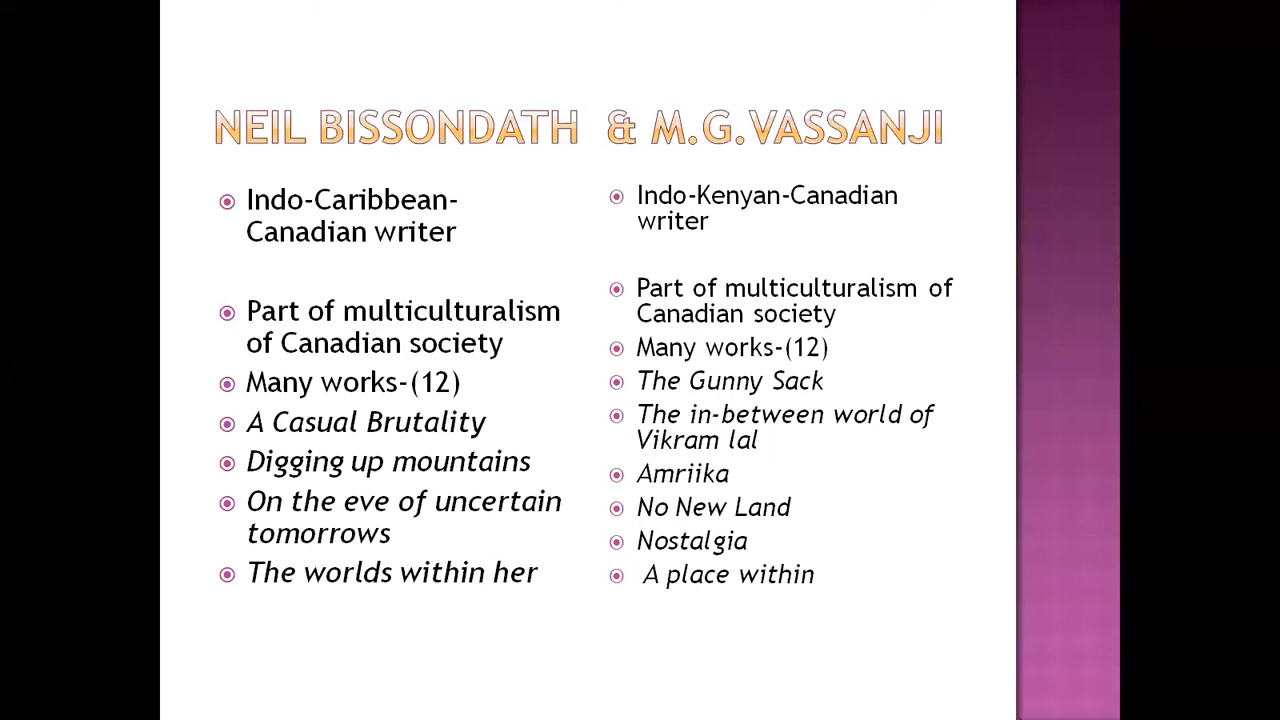 NEIL BISSONDATH & M.G.VASSANJI
Indo-Caribbean-
Canadian writer
Part of multiculturalism
of Canadian society
Many works-(12)
A Casual Brutality
Digging up mountains
On the eve of uncertain
tomorrows
The worlds within her
Indo-Kenyan-Canadian
writer
Part of multiculturalism of
Canadian society
Many works-(12)
The Gunny Sack
The in-between world of
Vikram lal
Amriika
No New Land
Nostalgia
A place within